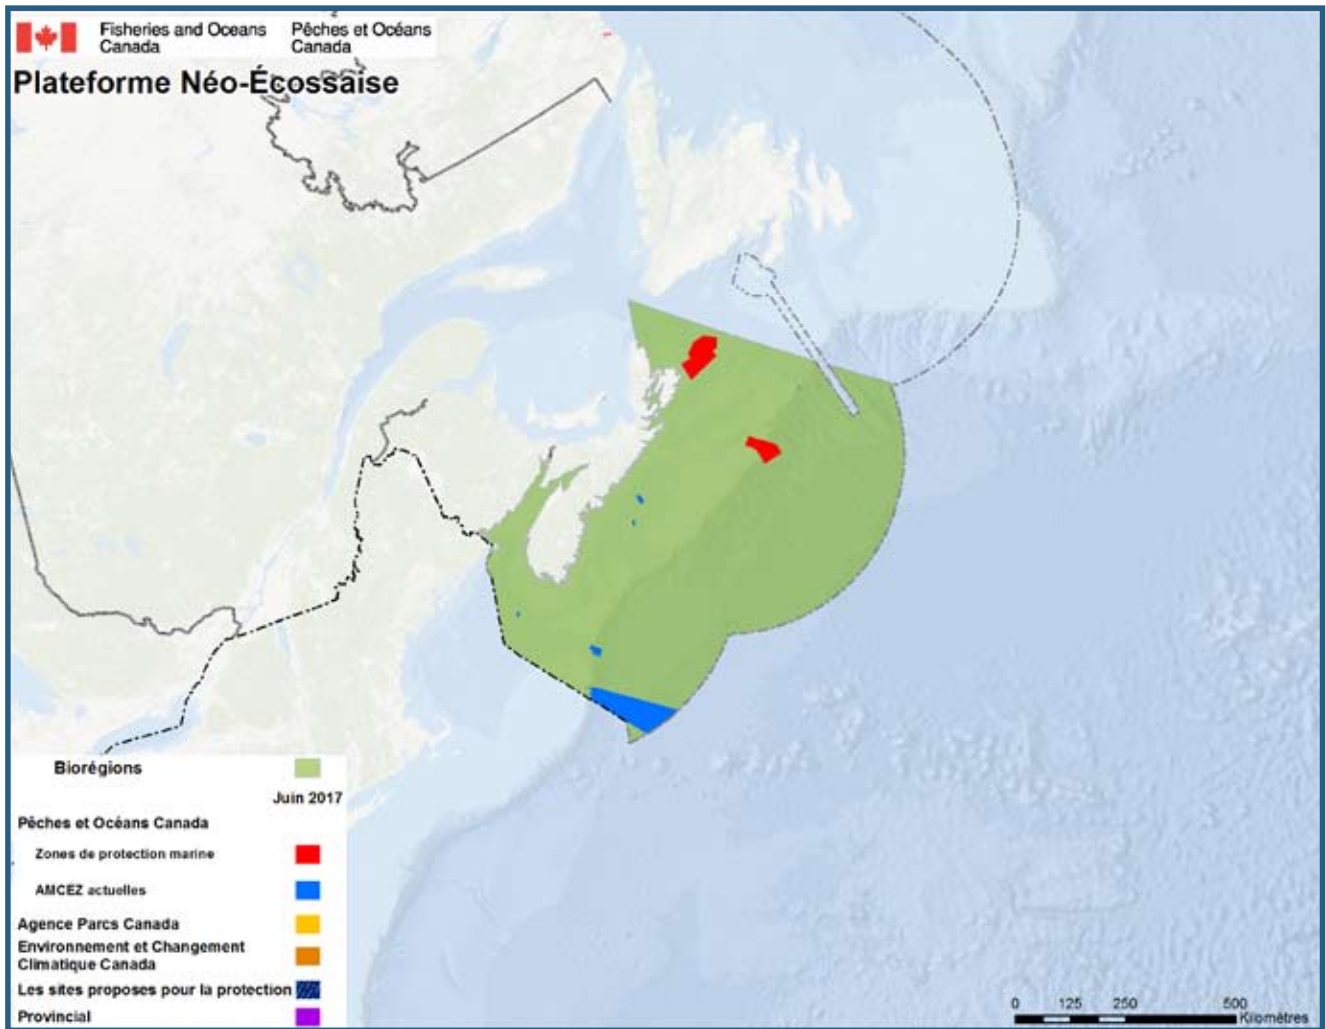 Fisheries and Oceans Pêches et Océans
Canada Canada
Plateforme Néo-Écossaise
Biorégions
Juin 2017
Pêches et Océans Canada
Zones de protection marine
AMCEZ actuelles
Agence Parcs Canada
Environnement et Changement
Climatique Canada
Les sites proposes pour la protection
Provincial
0 125 250 500
Kilomètres